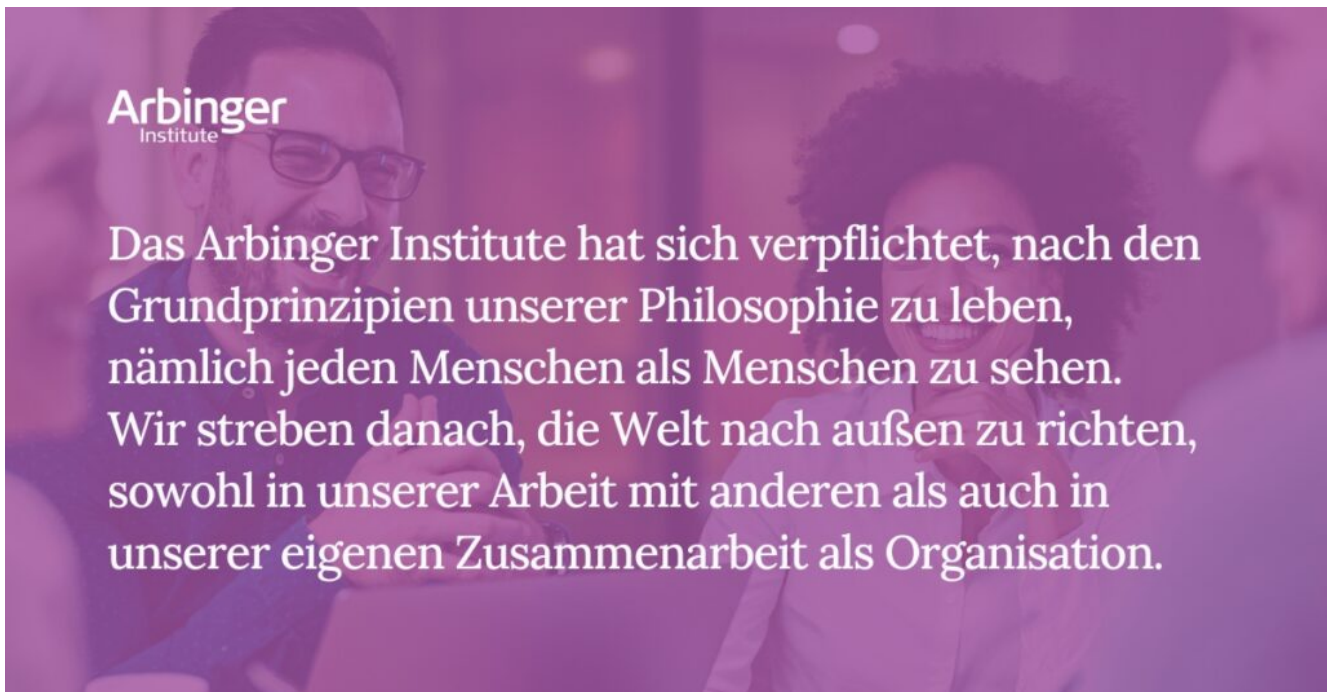 Arbinger
Institute
Das Arbinger Institute hat sich verpflichtet, nach den
Grundprinzipien unserer Philosophie zu leben,
nämlich jeden Menschen als Menschen zu sehen.
Wir streben danach, die Welt nach außen zu richten,
sowohl in unserer Arbeit mit anderen als auch in
unserer eigenen Zusammenarbeit als Organisation.